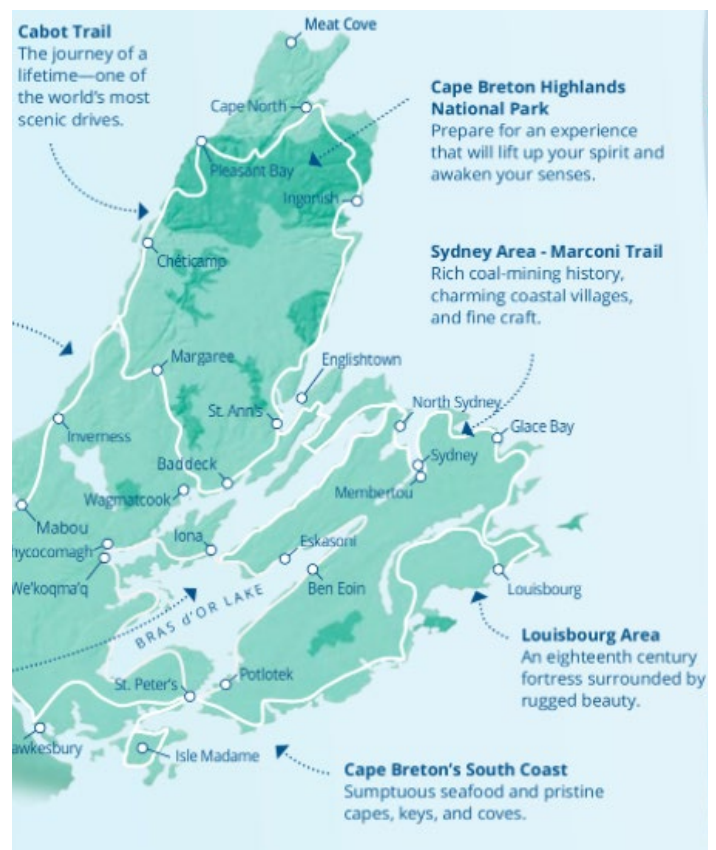 Cabot Trail
The journey of a
lifetime—one of
the world's most
scenic drives.
Meat Cove
Cape North
Cape Breton Highlands
National Park
Prepare for an experience
that will lift up your spirit and
awaken your senses.
Pleasant Bay
Ingonish
Chéticamp
Sydney Area - Marconi Trail
Rich coal-mining history,
charming coastal villages,
and fine craft.
Margaree
Englishtown
St. Ann's
North Sydney
Glace Bay
Inverness
Sydney
Baddeck
Membertou
Wagmatcook
Mabou
Iona
Eskasoni
hycocomagh
We'koqma'q
Ben Eoin
Louisbourg
BRAS d'OR LAKE
Louisbourg Area
An eighteenth century
fortress surrounded by
rugged beauty.
Potlotek
St. Peter's
awkesbury
Isle Madame
Cape Breton's South Coast
Sumptuous seafood and pristine
capes, keys, and coves.